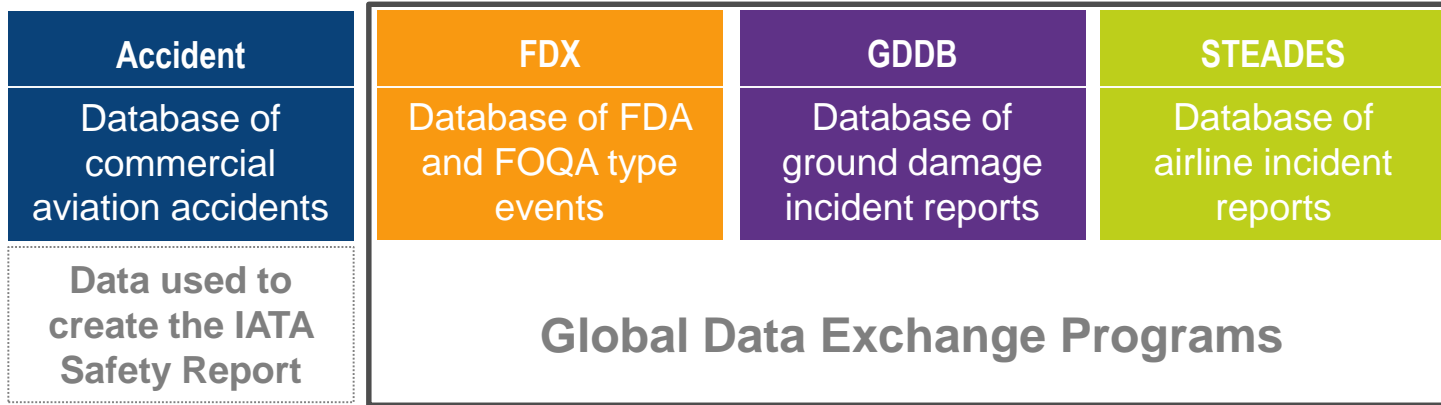 Accident
Database of
commercial
aviation accidents
Data used to
create the IATA
Safety Report
FDX
Database of FDA
and FOQA type
events
GDDB
Database of
ground damage
incident reports
STEADES
Database of
airline incident
reports
Global Data Exchange Programs